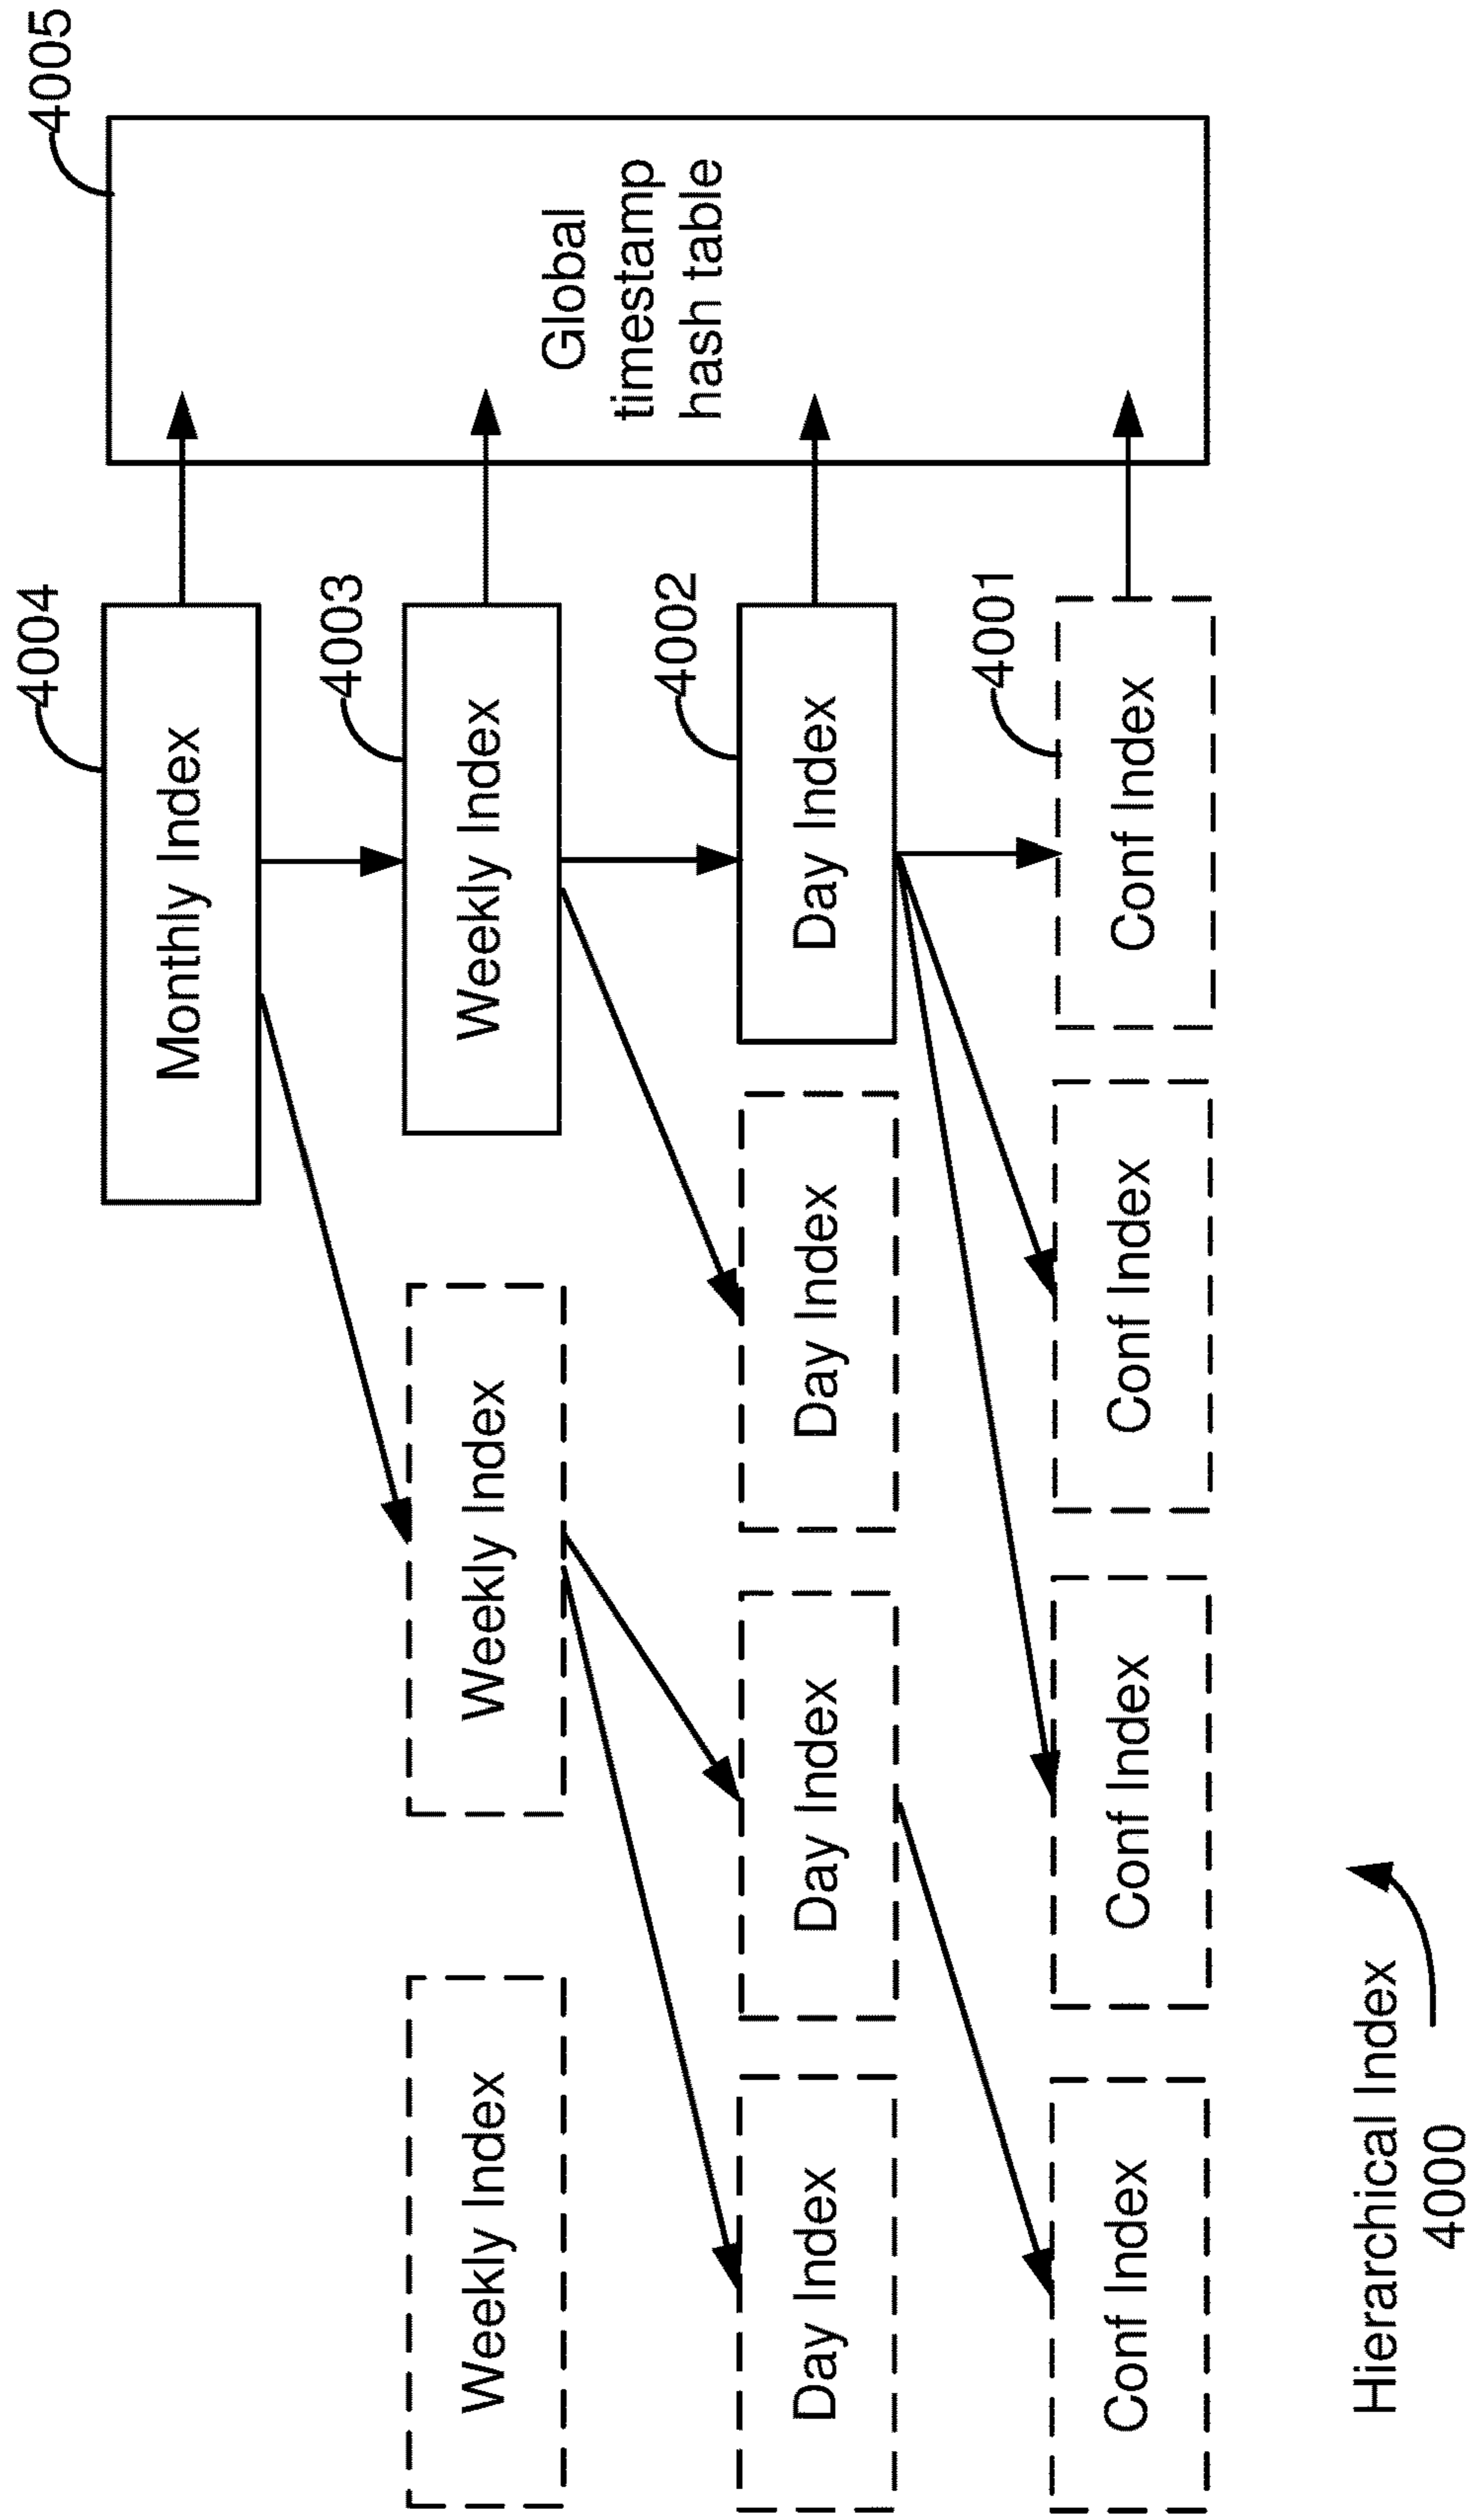 4004
4005
Monthly Index
4003
Weekly Index
Weekly Index
Weekly Index
Global
timestamp
hash table
4002
Day Index
Day Index
Day Index
Day Index
4001
Conf Index
Conf Index
Conf Index
Conf Index
Hierarchical Index
4000